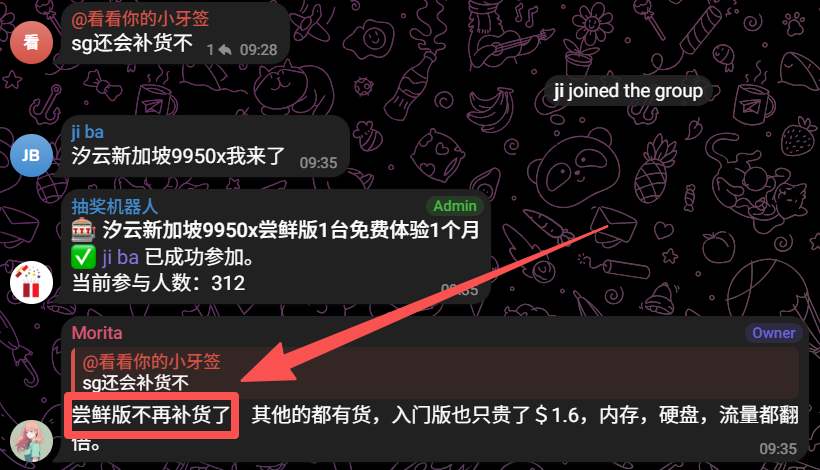 @看看你的小牙签
看
sg还会补货不
1
09:28
ji joined the group
ji ba
JB
汐云新加坡9950x我来了
09:35
抽奖机器人
Admin
🎰 汐云新加坡9950x尝鲜版1台免费体验1个月
✅ ji ba 已成功参加。
当前参与人数：312
09:35
Morita
Owner
@看看你的小牙签
sg还会补货不
尝鲜版不再补货了 其他的都有货，入门版也只贵了＄1.6，内存，硬盘，流量都翻
倍。
09:35